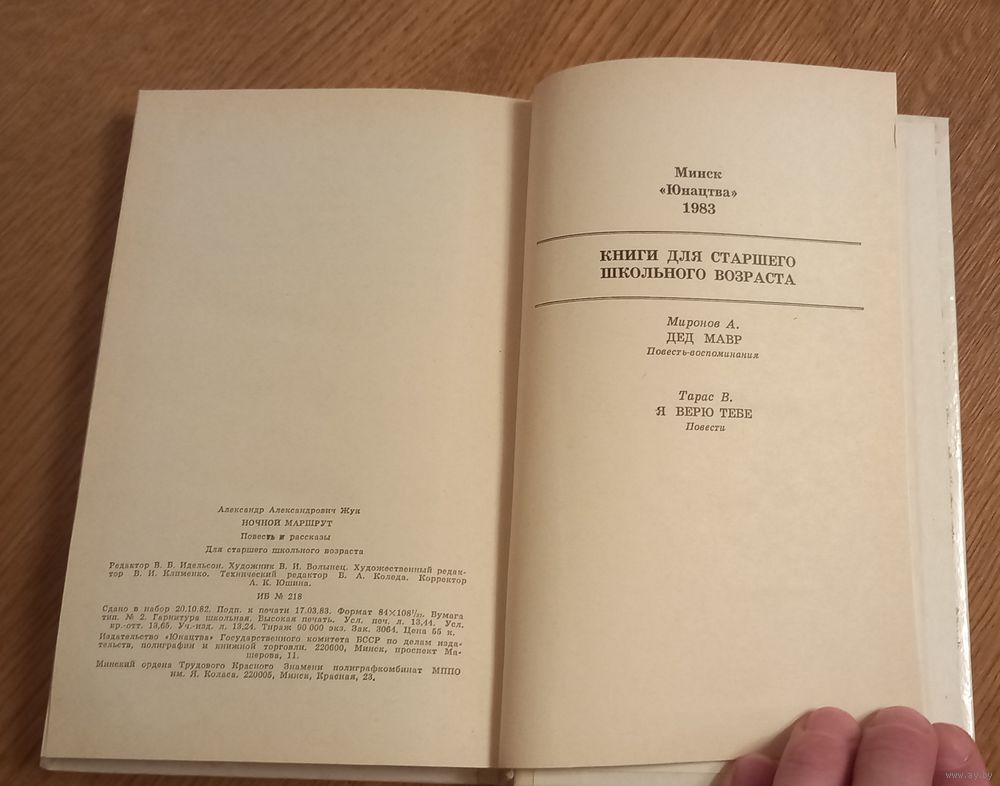 Александр Александрович Жук
НОЧНОЙ МАРШРУТ
Повесть и рассказы
Для старшего школьного возраста
Редактор В. Б. Идельсон. Художник В. И. Волынец. Художественный редак-
тор В. И. Клименко. Технический редактор Б. А. Коледа. Корректор
А. К. Юшина.
ИБ № 218
Сдано в набор 20.10.82. Подп. к печати 17.03.83. Формат 84×108¹/₃₂. Бумага
тип. № 2. Гарнитура школьная. Высокая печать. Усл. печ. л. 13,44. Усл.
кр.-отт. 13,65. Уч.-изд. л. 13,24. Тираж 90 000 экз. Зак. 3064. Цена 55 к.
Издательство «Юнацтва» Государственного комитета БССР по делам изда-
тельств, полиграфии и книжной торговли. 220600, Минск, проспект Ма-
шерова, 11.
Минский ордена Трудового Красного Знамени полиграфкомбинат МППО
им. Я. Коласа. 220005, Минск, Красная, 23.
Минск
«Юнацтва»
1983
КНИГИ ДЛЯ СТАРШЕГО
ШКОЛЬНОГО ВОЗРАСТА
Миронов А.
ДЕД МАВР
Повесть-воспоминания
Тарас В.
Я ВЕРЮ ТЕБЕ
Повести
www.ay.by